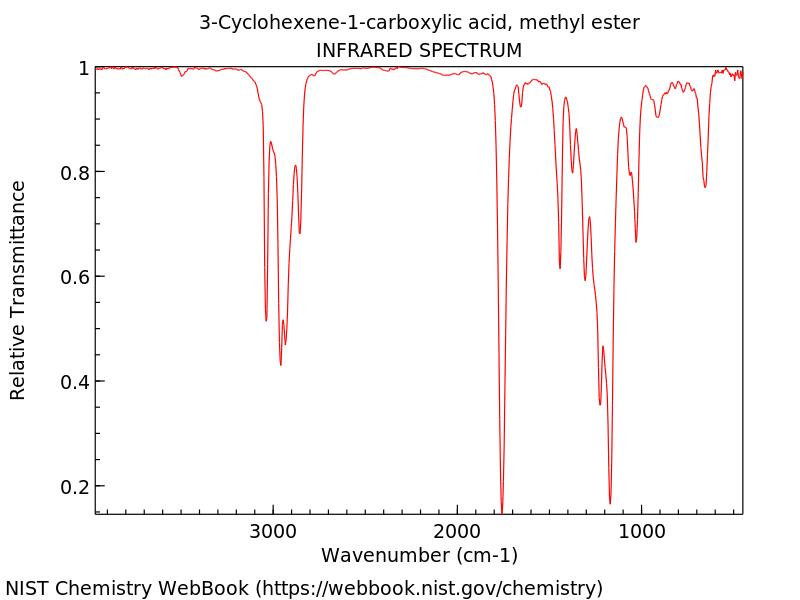 3-Cyclohexene-1-carboxylic acid, methyl ester
INFRARED SPECTRUM
1
0.8
0.6
0.4
0.2
Relative Transmittance
3000 2000 1000
Wavenumber (cm-1)
NIST Chemistry WebBook (https://webbook.nist.gov/chemistry)